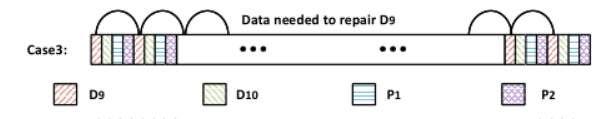 Data needed to repair D9
Case3:
D9 D10 P1 P2